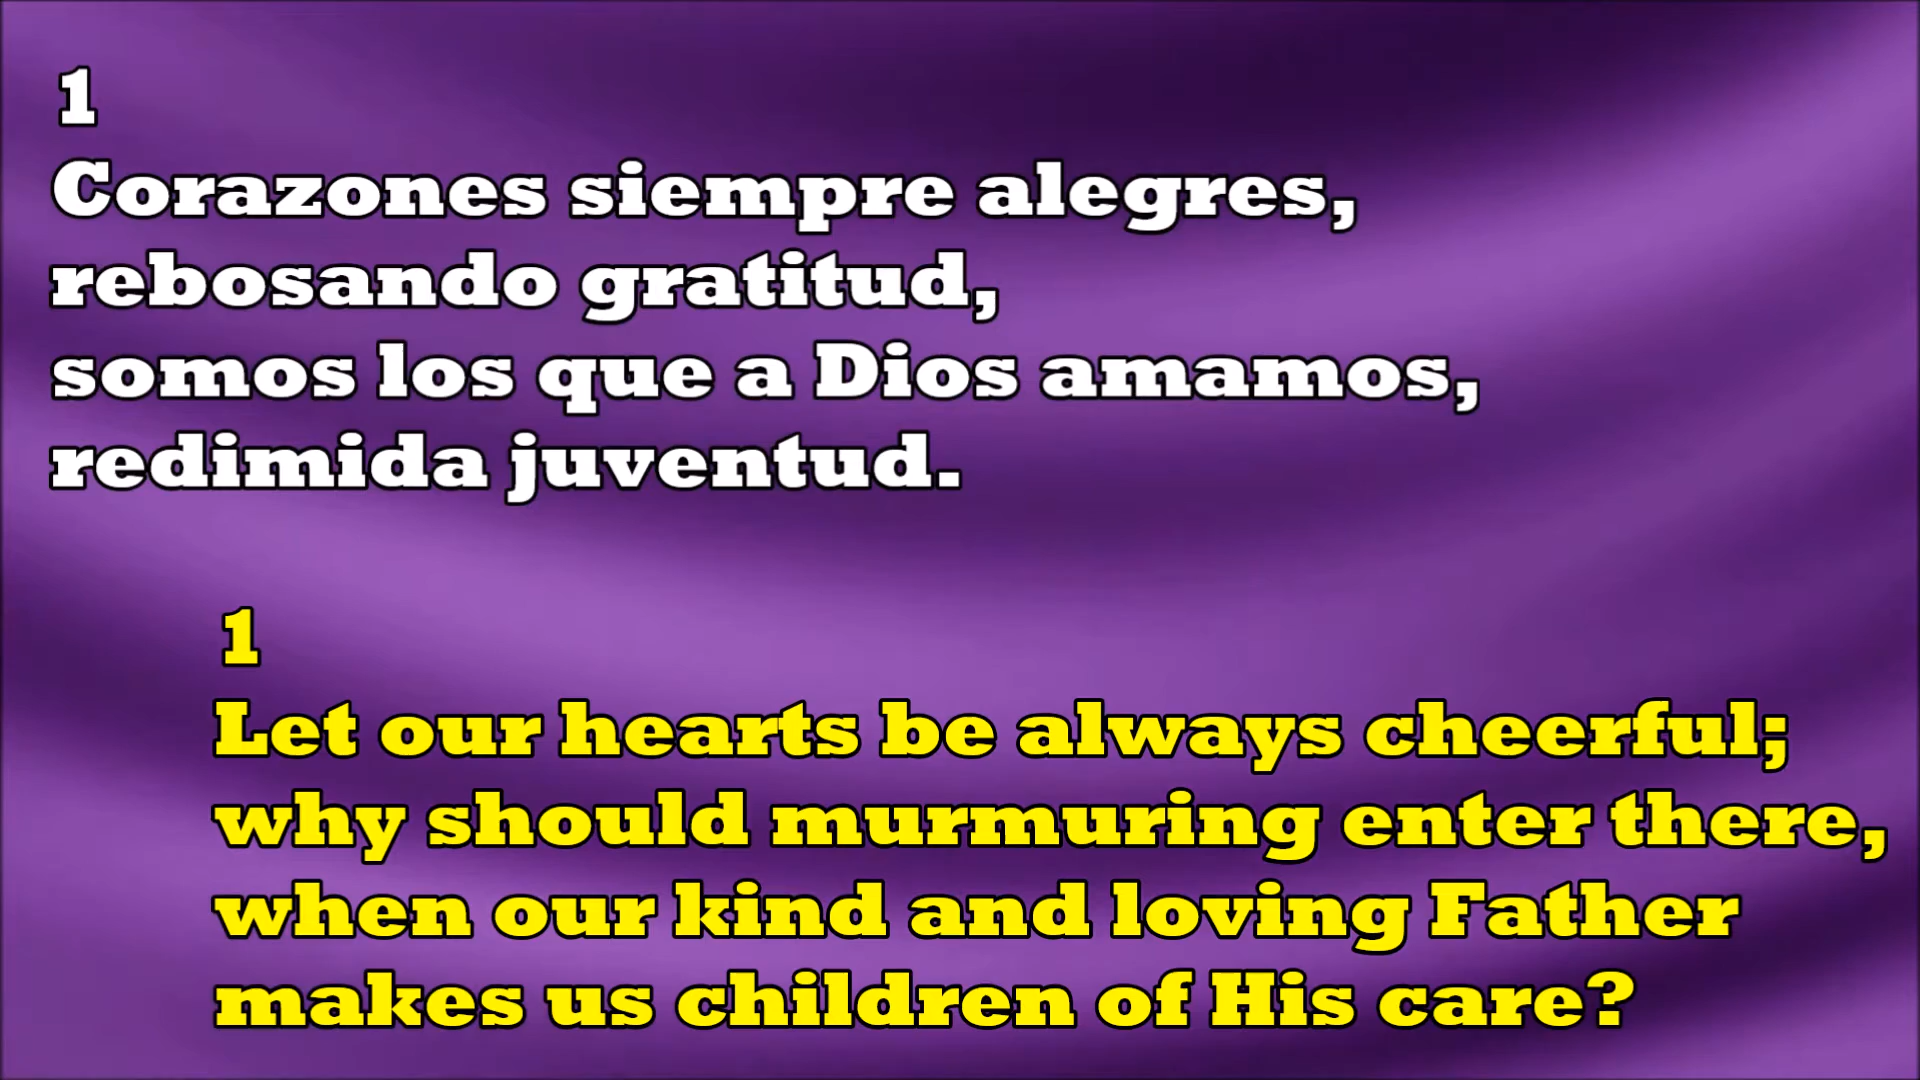 1
Corazones siempre alegres,
rebosando gratitud,
somos los que a Dios amamos,
redimida juventud.
1
Let our hearts be always cheerful;
why should murmuring enter there,
when our kind and loving Father
makes us children of His care?